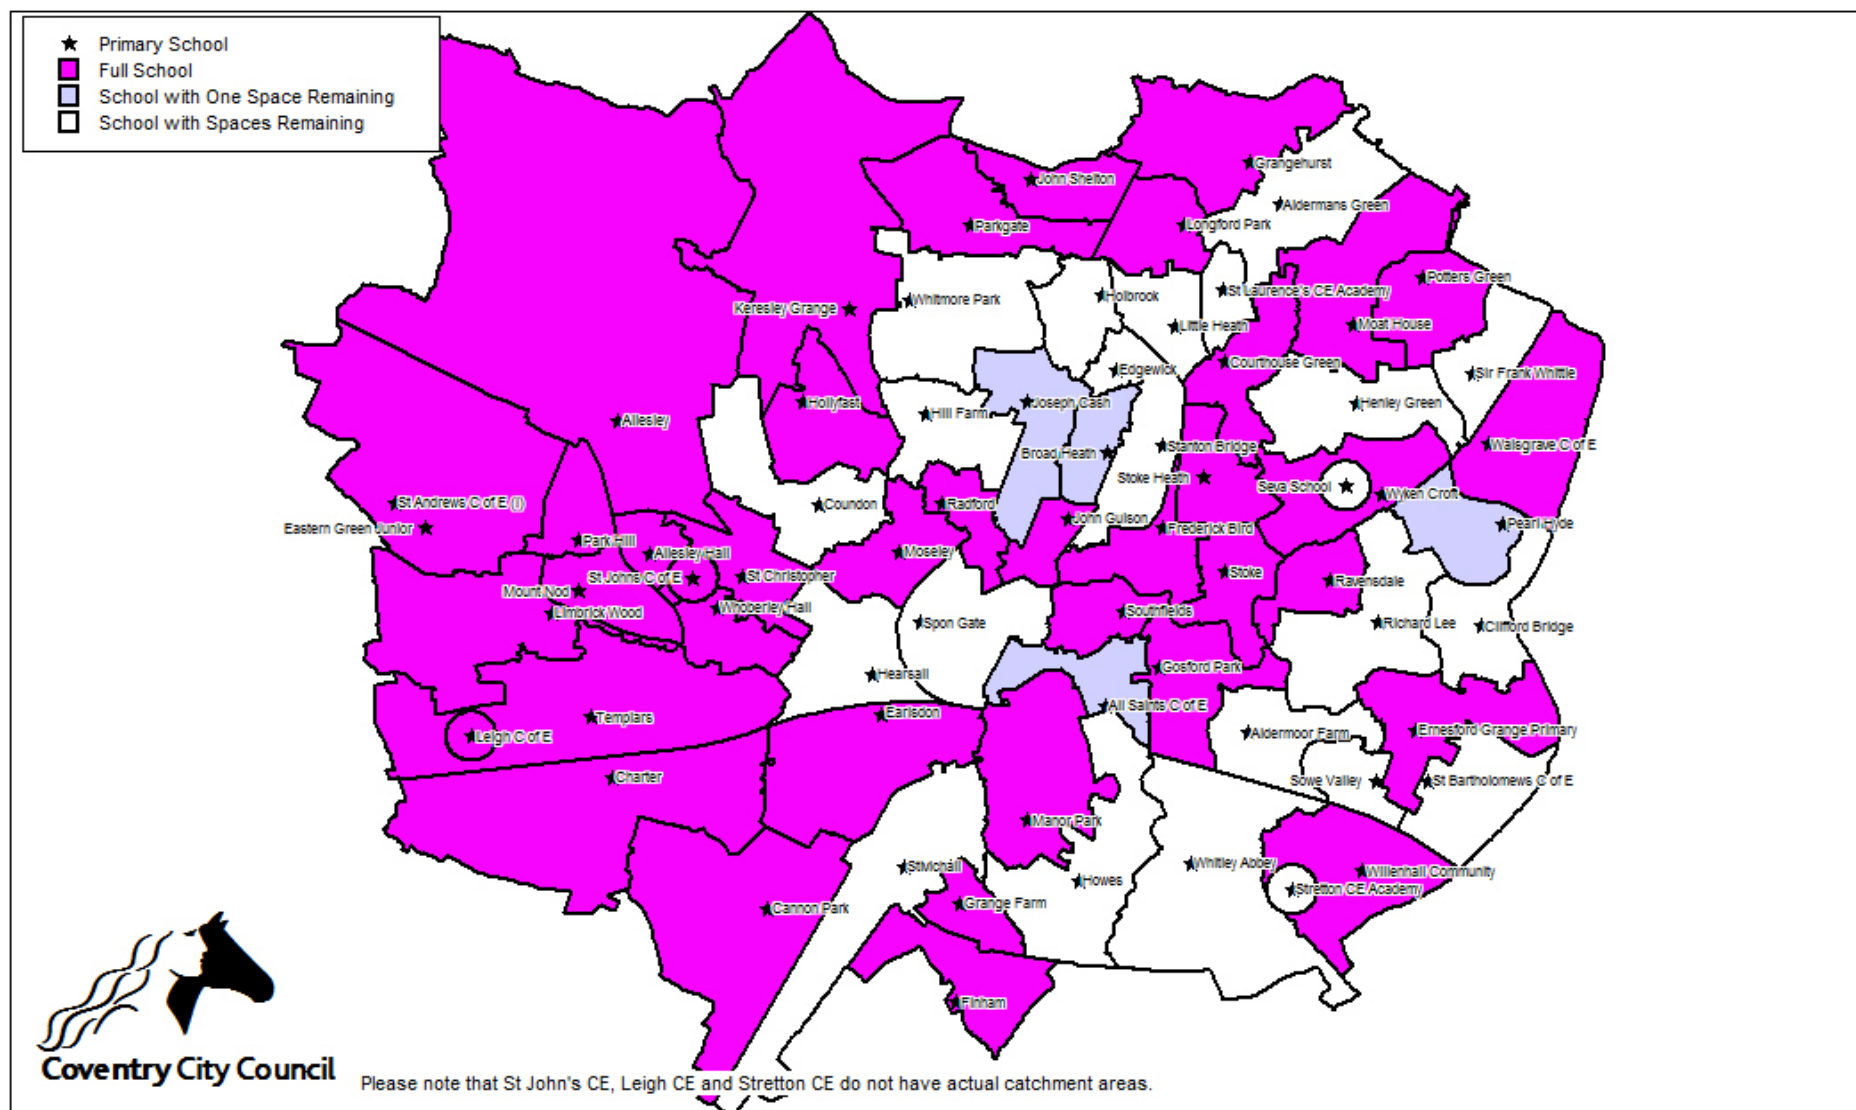 Primary School
Full School
School with One Space Remaining
School with Spaces Remaining
Grangehurst
John Shelton
Aldermans Green
Parkgate
Longford Park
Potters Green
St Laurence's CE Academy
Holbrook
Whitmore Park
Keresley Grange
Little Heath
Moat House
Courthouse Green
Edgewick
Sir Frank Whittle
Hollyfast
Joseph Cash
Henley Green
Hill Farm
Allesley
Stanton Bridge
Walsgrave C of E
Broad Heath
Stoke Heath
Seva School
Wyken Croft
St Andrews C of E (I)
Coundon
Radford
John Gulson
Pearl Hyde
Eastern Green Junior
Frederick Bird
Park Hill
Allesley Hall
Moseley
St Johns C of E
St Christopher
Stoke
Ravensdale
Mount Nod
Limbrick Wood
Whoberley Hall
Southfields
Spon Gate
Richard Lee
Clifford Bridge
Gosford Park
Hearsall
All Saints C of E
Templars
Earlsdon
Leigh C of E
Aldermoor Farm
Ernesford Grange Primary
Charter
Sowe Valley
St Bartholomews C of E
Manor Park
Stivichall
Whitley Abbey
Willenhall Community
Howes
Stretton CE Academy
Cannon Park
Grange Farm
Finham
Coventry City Council
Please note that St John's CE, Leigh CE and Stretton CE do not have actual catchment areas.